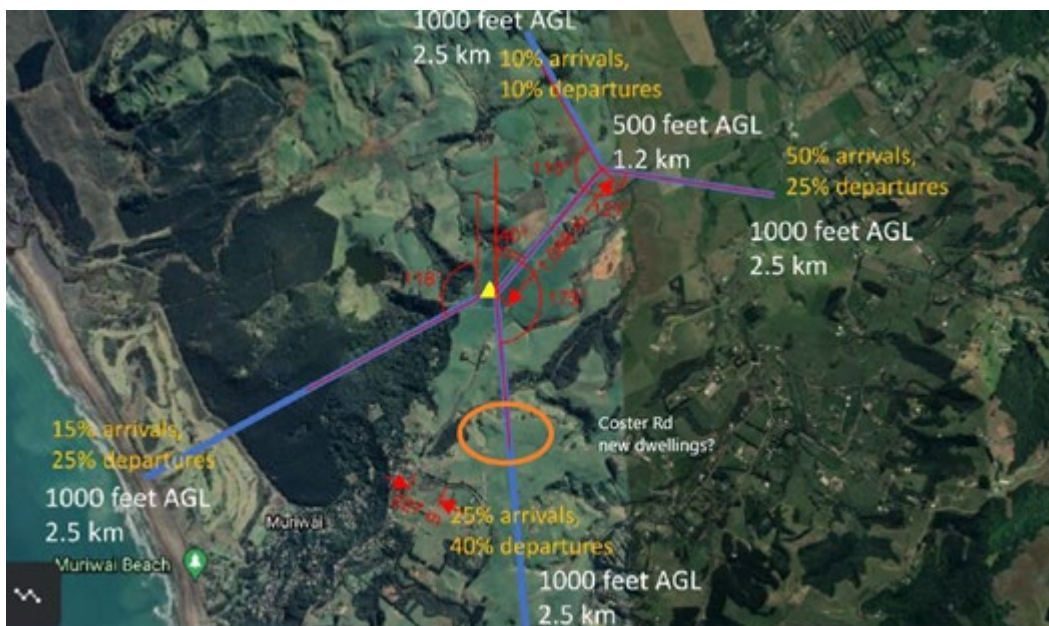 1000 feet AGL
2.5 km
10% arrivals,
10% departures
500 feet AGL
1.2 km
50% arrivals,
25% departures
1000 feet AGL
2.5 km
118°
175°
15% arrivals,
25% departures
1000 feet AGL
2.5 km
Coster Rd
new dwellings?
25% arrivals,
40% departures
1000 feet AGL
2.5 km
Muriwai
Muriwai Beach